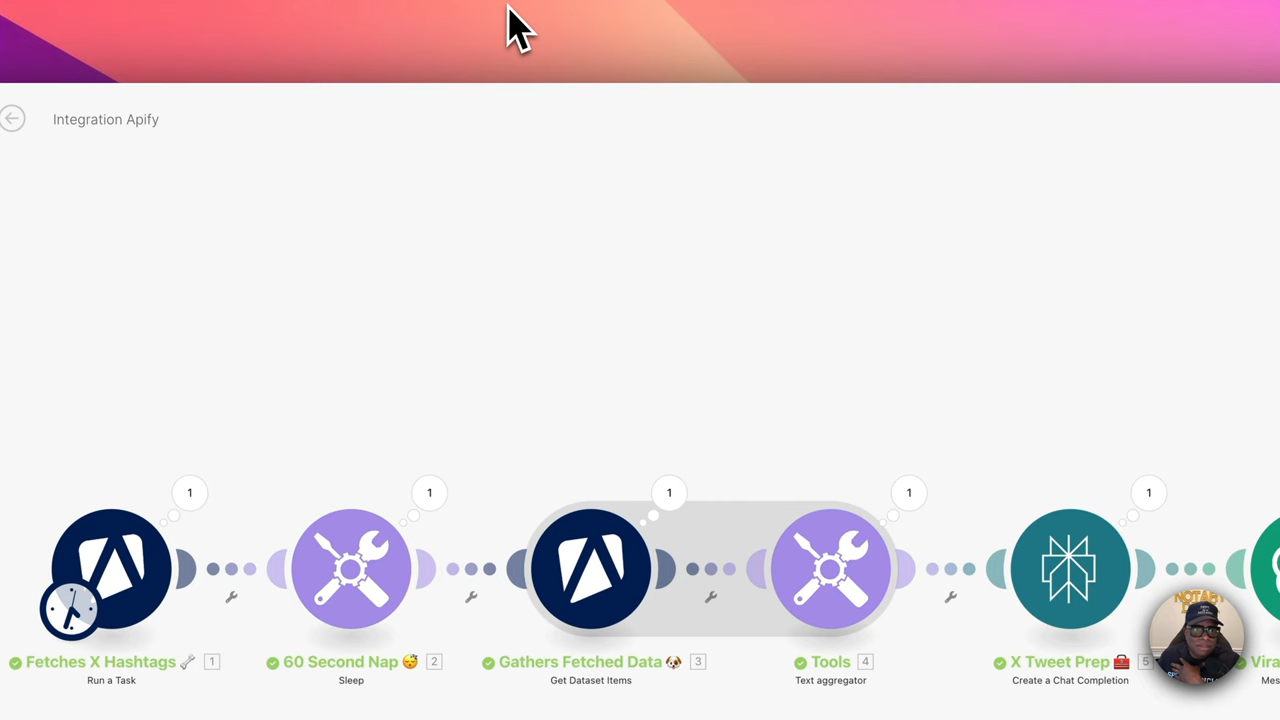 Integration Apify
1
1
1
1
1
Fetches X Hashtags 🦴 1
Run a Task
60 Second Nap 😴 2
Sleep
Gathers Fetched Data 🐶 3
Get Dataset Items
Tools 4
Text aggregator
X Tweet Prep 🧰 5
Create a Chat Completion